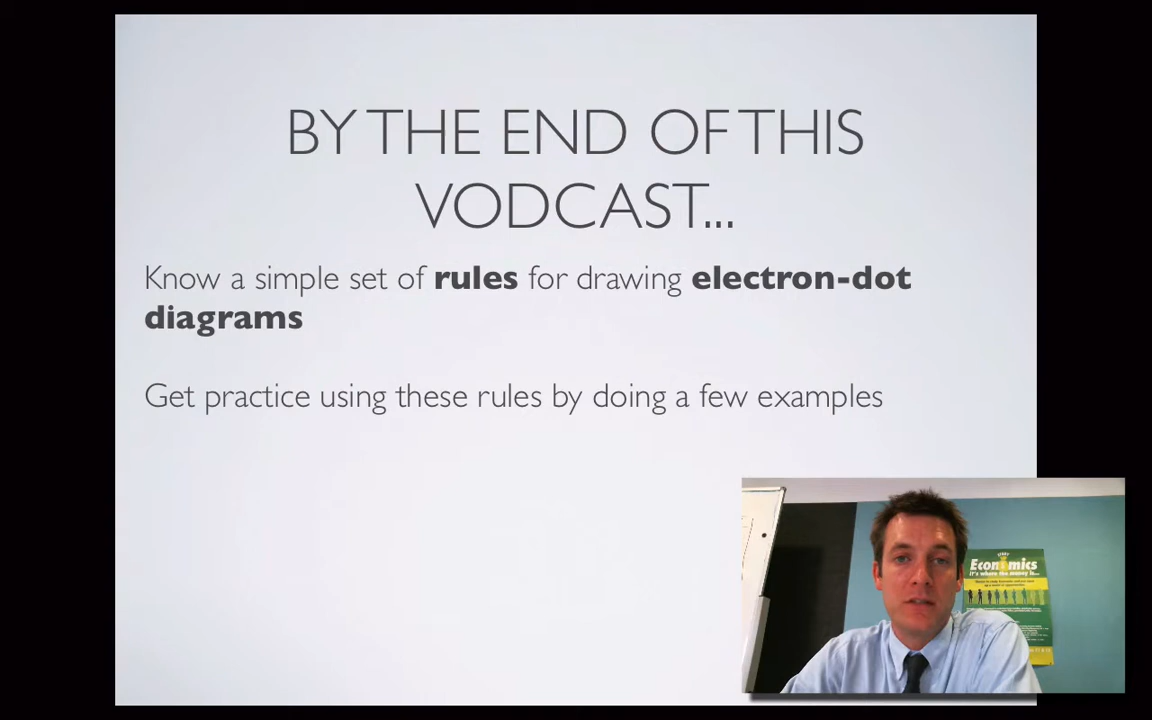 BY THE END OF THIS
VODCAST...
Know a simple set of rules for drawing electron-dot
diagrams
Get practice using these rules by doing a few examples
Economics
it's where the money is...